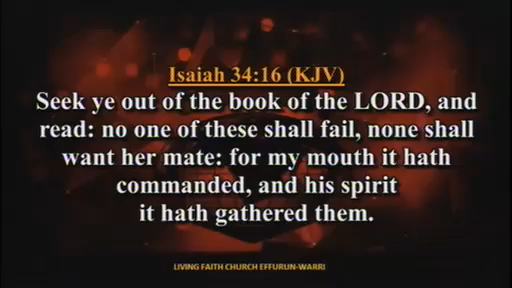 Isaiah 34:16 (KJV)
Seek ye out of the book of the LORD, and
read: no one of these shall fail, none shall
want her mate: for my mouth it hath
commanded, and his spirit
it hath gathered them.
LIVING FAITH CHURCH EFFURUN-WARRI